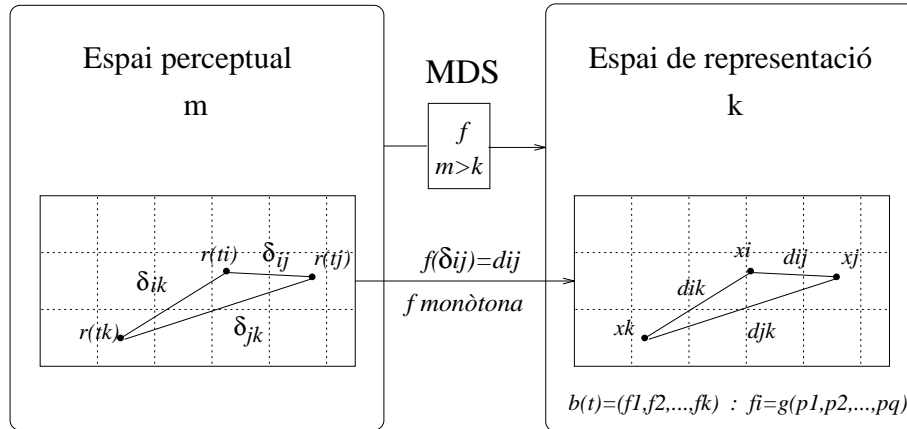 Espai perceptual
m
MDS
f
m>k
Espai de representació
k
r(ti)
δij
r(tj)
δik
r(tk)
δjk
f(δij)=dij
f monòtona
xi
dij
xj
dik
xk
djk
b(t)=(f1,f2,...,fk) : fi=g(p1,p2,...,pq)